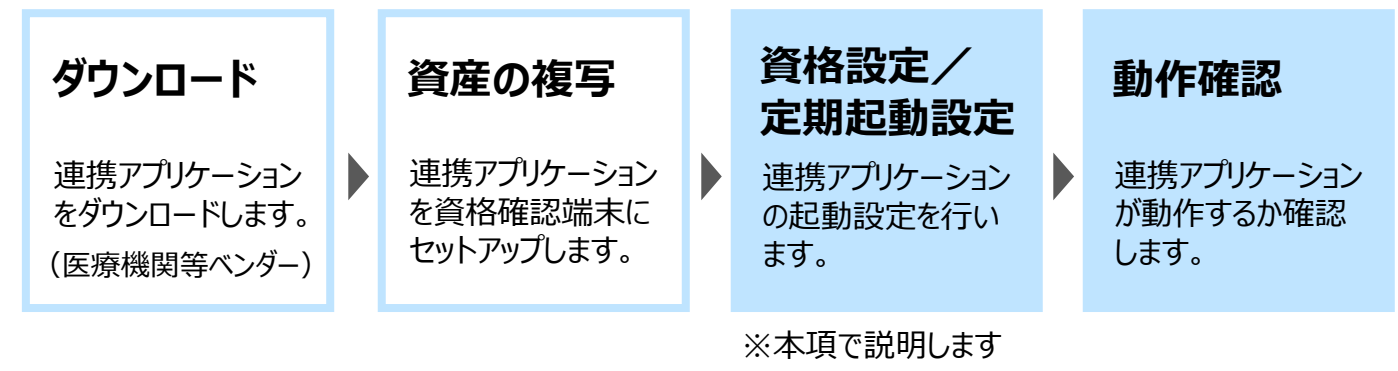 ダウンロード
連携アプリケーション
をダウンロードします。
（医療機関等ベンダー）
資産の複写
連携アプリケーション
を資格確認端末に
セットアップします。
資格設定／
定期起動設定
連携アプリケーション
の起動設定を行い
ます。
※本項で説明します
動作確認
連携アプリケーション
が動作するか確認
します。